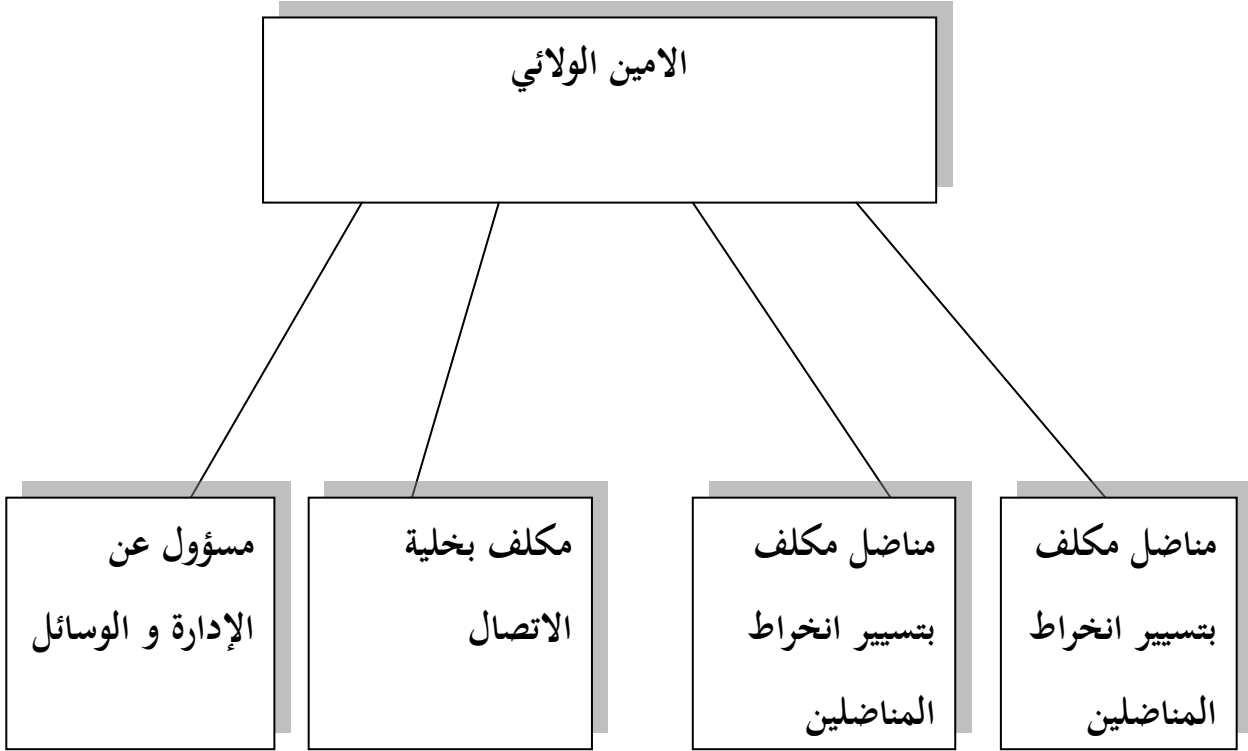 الامين الولائي
مناضل مكلف
بتسيير انخراط
المناضلين
مناضل مكلف
بتسيير انخراط
المناضلين
مكلف بخلية
الاتصال
مسؤول عن
الإدارة و الوسائل